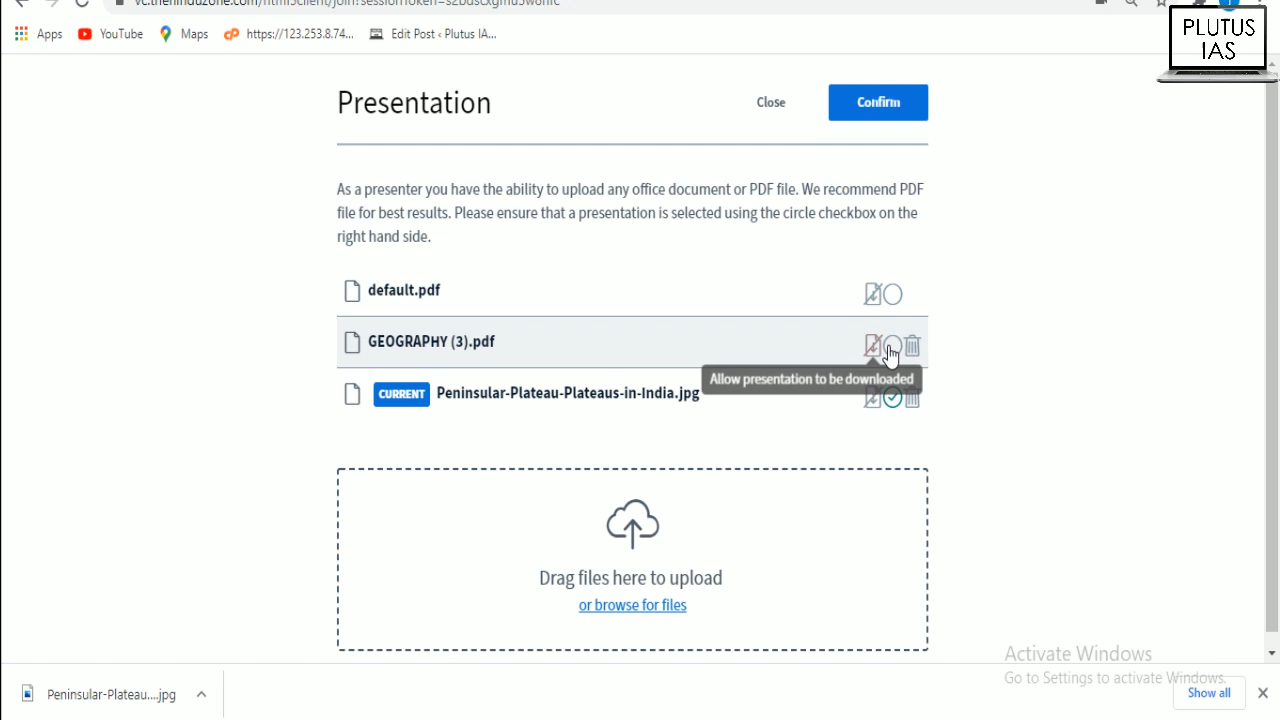 PLUTUS
IAS
Apps YouTube Maps https://123.253.8.74... Edit Post ‹ Plutus IA...
Presentation Close Confirm
As a presenter you have the ability to upload any office document or PDF file. We recommend PDF
file for best results. Please ensure that a presentation is selected using the circle checkbox on the
right hand side.
default.pdf
GEOGRAPHY (3).pdf
Allow presentation to be downloaded
CURRENT Peninsular-Plateau-Plateaus-in-India.jpg
Drag files here to upload
or browse for files
Activate Windows
Go to Settings to activate Windows.
Peninsular-Plateau....jpg Show all